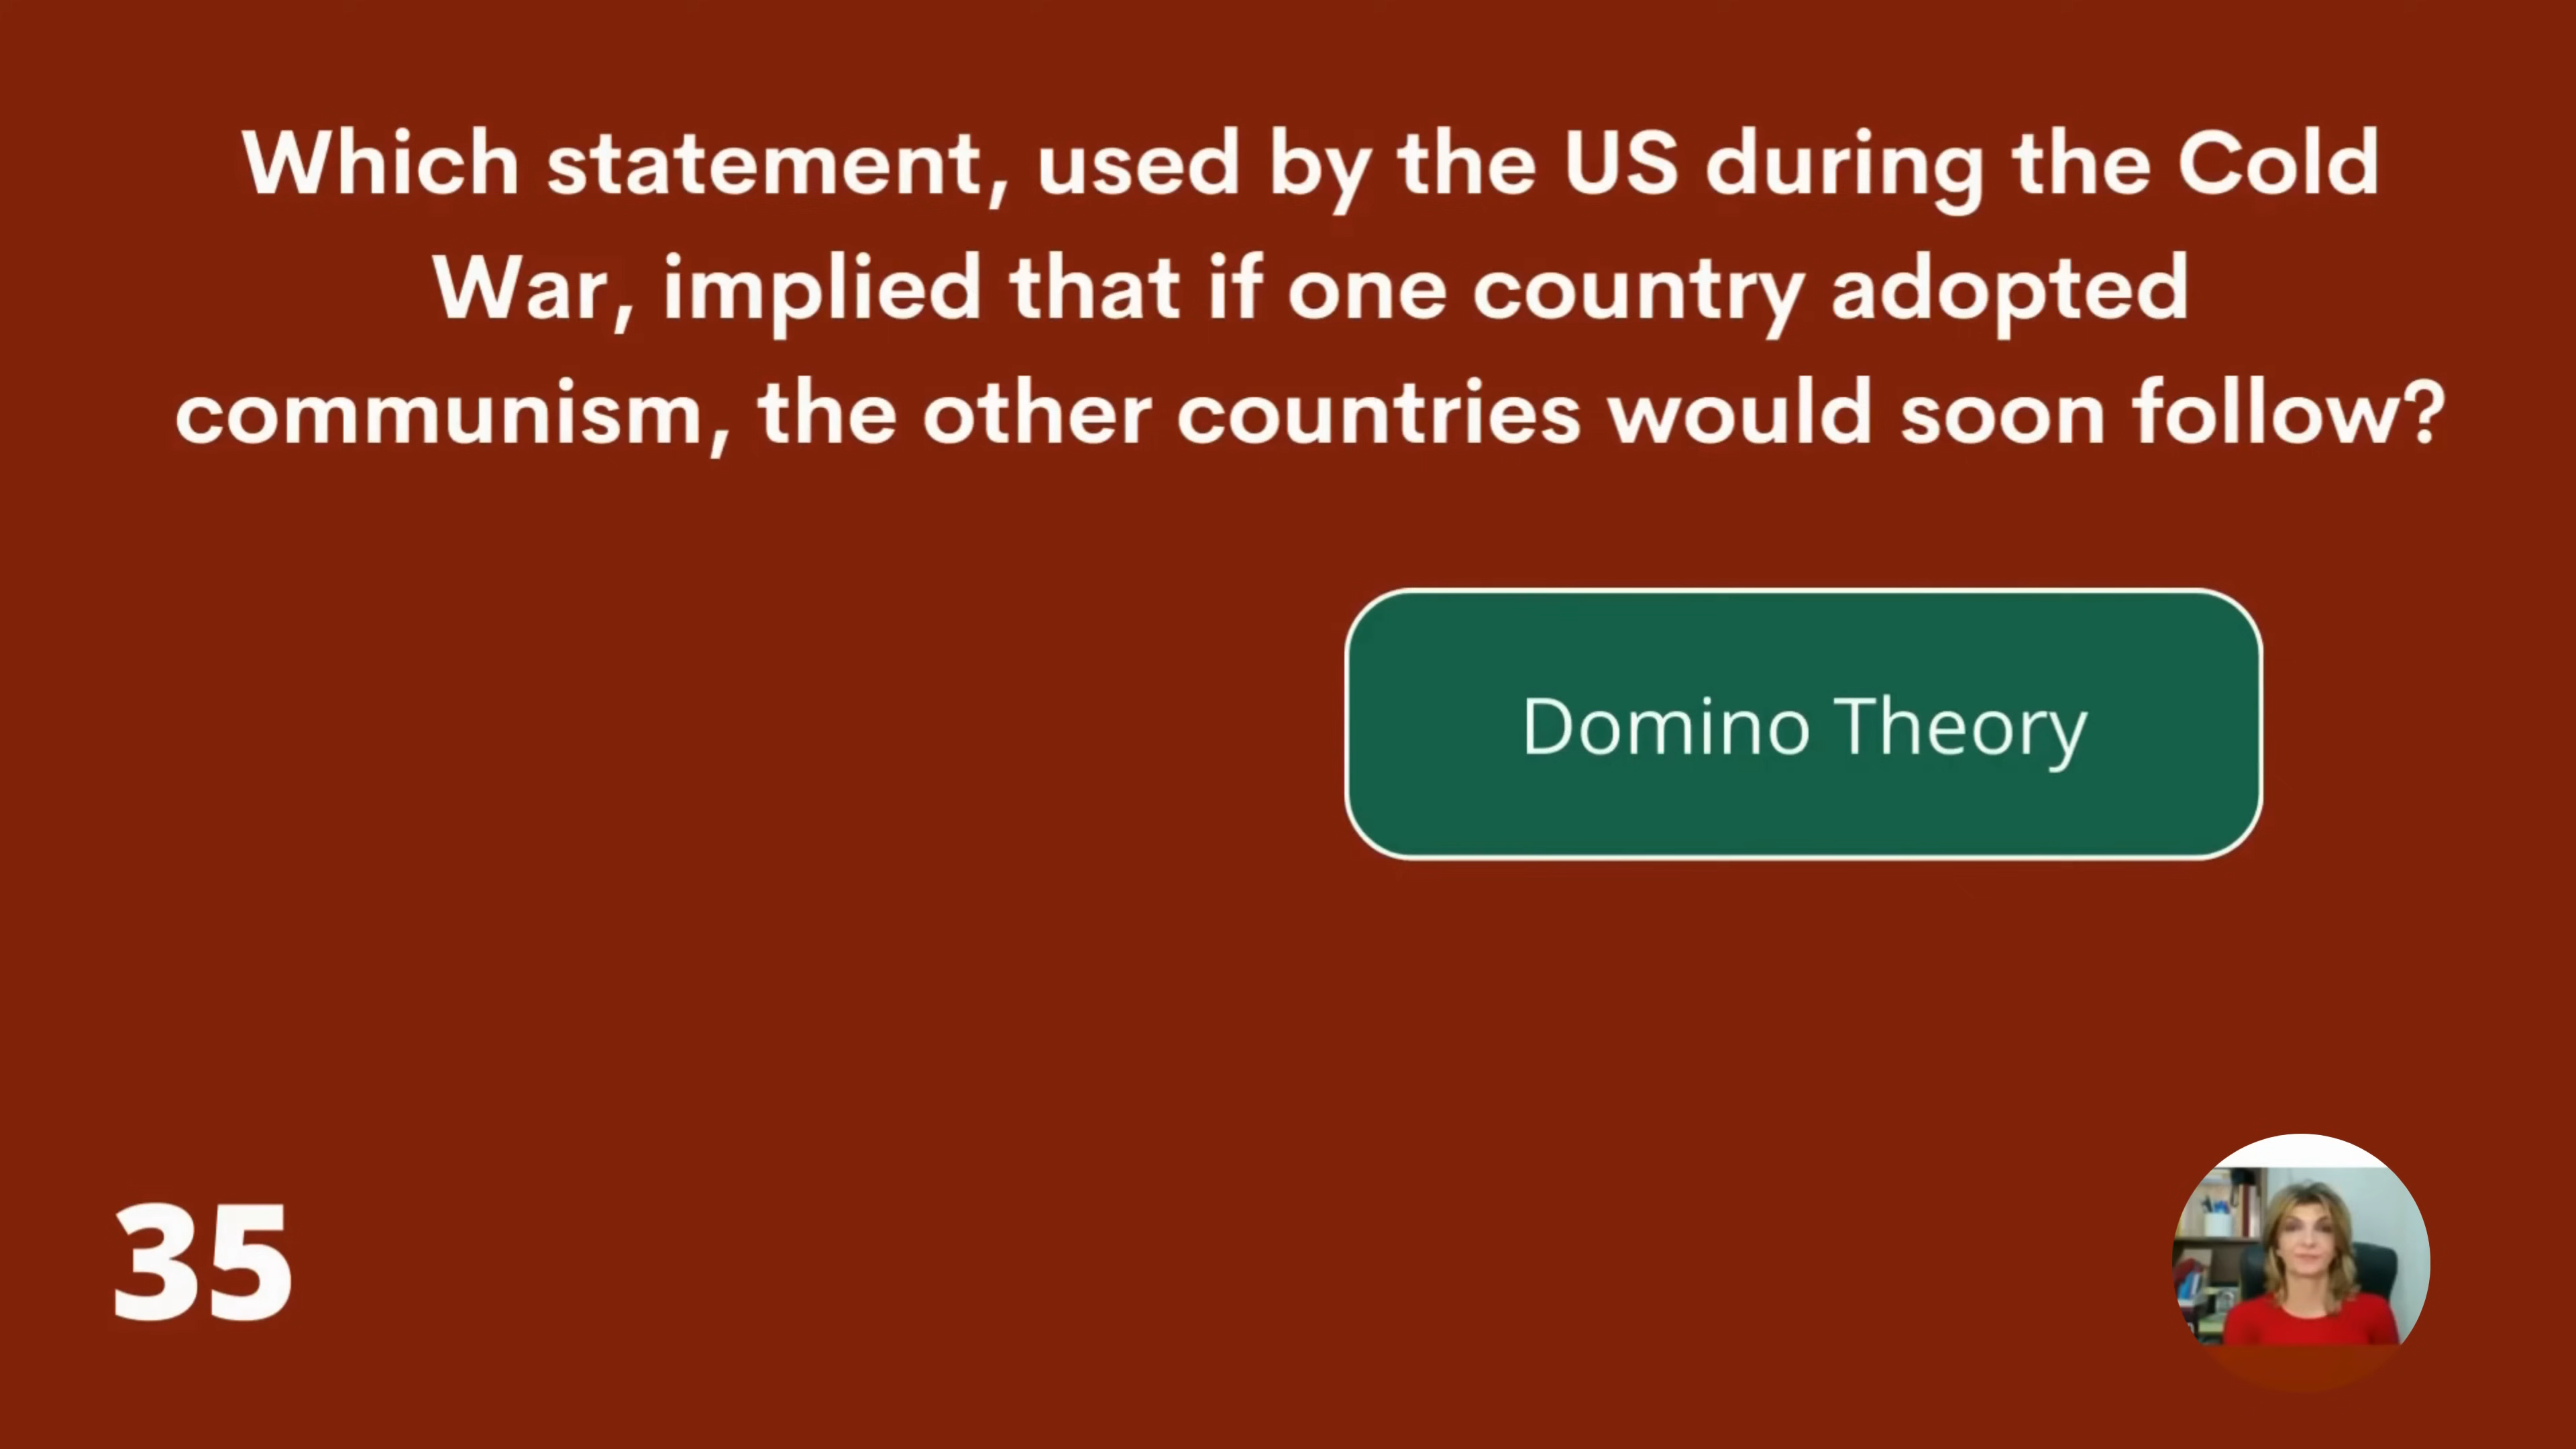 Which statement, used by the US during the Cold
War, implied that if one country adopted
communism, the other countries would soon follow?
Domino Theory
35